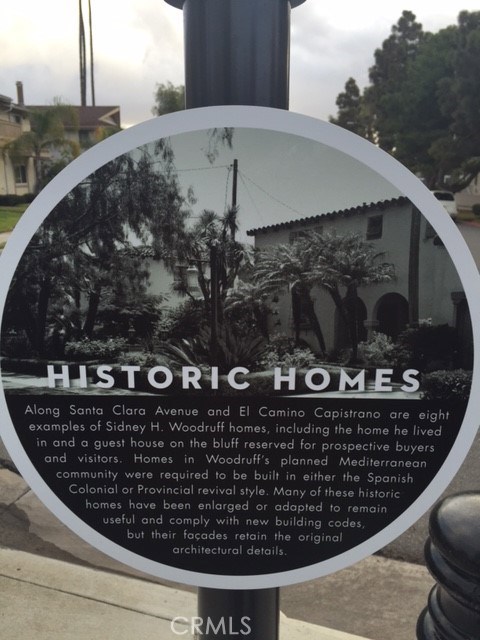 HISTORIC HOMES
Along Santa Clara Avenue and El Camino Capistrano are eight
examples of Sidney H. Woodruff homes, including the home he lived
in and a guest house on the bluff reserved for prospective buyers
and visitors. Homes in Woodruff's planned Mediterranean
community were required to be built in either the Spanish
Colonial or Provincial revival style. Many of these historic
homes have been enlarged or adapted to remain
useful and comply with new building codes,
but their façades retain the original
architectural details.
CRMLS